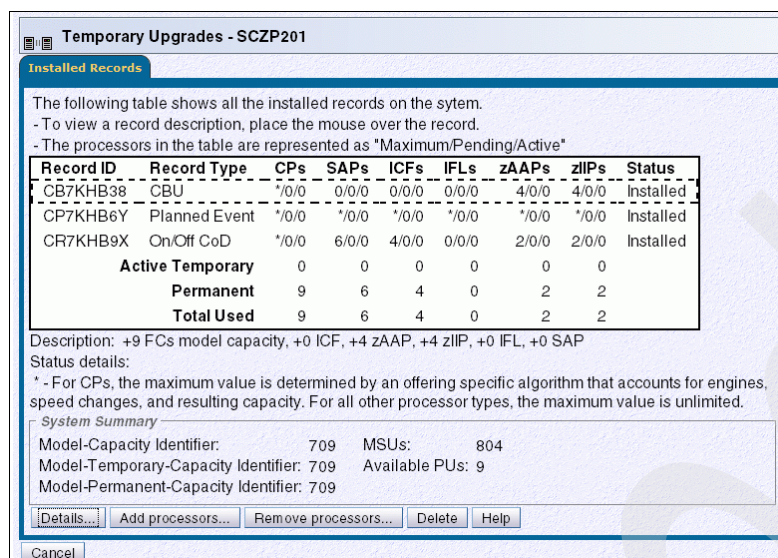 Temporary Upgrades - SCZP201
Installed Records
The following table shows all the installed records on the sytem.
- To view a record description, place the mouse over the record.
- The processors in the table are represented as "Maximum/Pending/Active"
Record ID Record Type CPs SAPs ICFs IFLs zAAPs zIIPs Status
CB7KHB38 CBU */0/0 0/0/0 0/0/0 0/0/0 4/0/0 4/0/0 Installed
CP7KHB6Y Planned Event */0/0 */0/0 */0/0 */0/0 */0/0 */0/0 Installed
CR7KHB9X On/Off CoD */0/0 6/0/0 4/0/0 0/0/0 2/0/0 2/0/0 Installed
Active Temporary 0 0 0 0 0 0
Permanent 9 6 4 0 2 2
Total Used 9 6 4 0 2 2
Description: +9 FCs model capacity, +0 ICF, +4 zAAP, +4 zIIP, +0 IFL, +0 SAP
Status details:
* - For CPs, the maximum value is determined by an offering specific algorithm that accounts for engines,
speed changes, and resulting capacity. For all other processor types, the maximum value is unlimited.
System Summary
Model-Capacity Identifier: 709 MSUs: 804
Model-Temporary-Capacity Identifier: 709 Available PUs: 9
Model-Permanent-Capacity Identifier: 709
Details... Add processors... Remove processors... Delete Help
Cancel